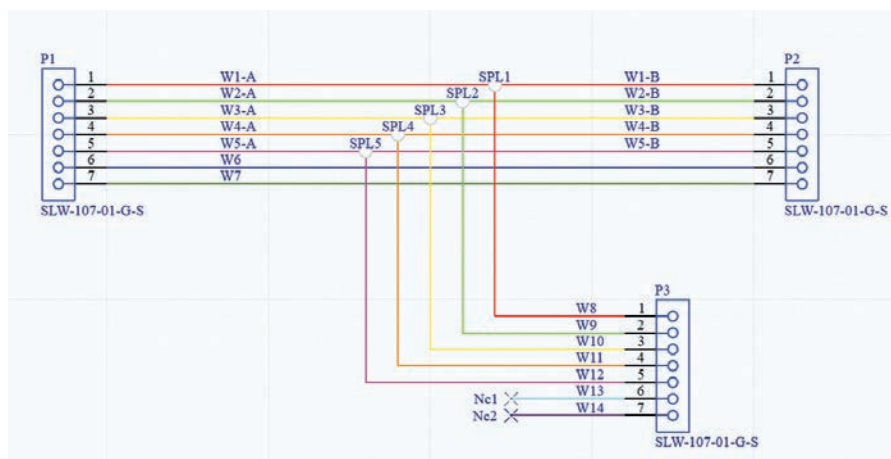 P1 P2
1 W1-A SPL1 W1-B 1
2 W2-A SPL2 W2-B 2
3 W3-A SPL3 W3-B 3
4 W4-A SPL4 W4-B 4
5 W5-A SPL5 W5-B 5
6 W6 6
7 W7 7
SLW-107-01-G-S SLW-107-01-G-S
P3
W8 1
W9 2
W10 3
W11 4
W12 5
W13 6
Nc1
W14 7
Nc2
SLW-107-01-G-S